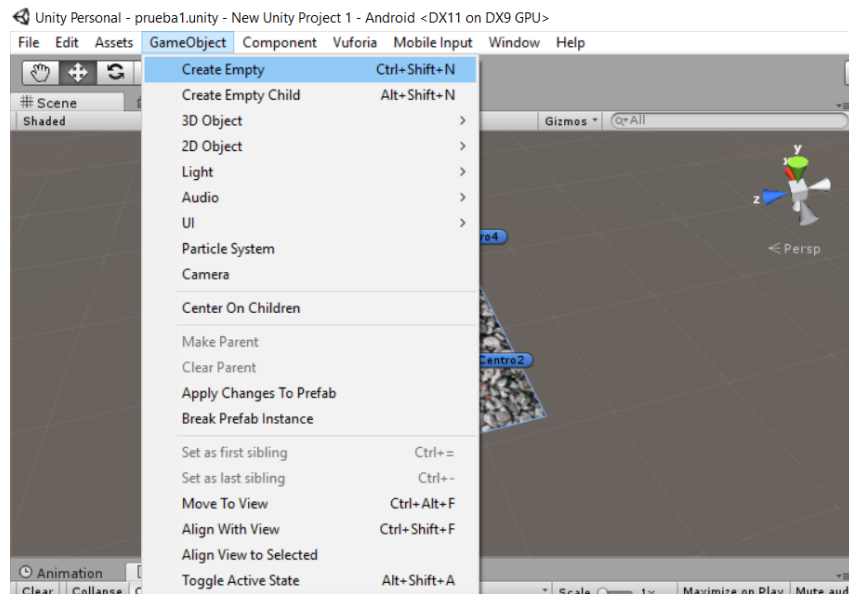 Unity Personal - prueba1.unity - New Unity Project 1 - Android <DX11 on DX9 GPU>
File Edit Assets GameObject Component Vuforia Mobile Input Window Help
Create Empty Ctrl+Shift+N
Scene
Create Empty Child Alt+Shift+N
Shaded
3D Object
Gizmos All
2D Object
y
Light
x
z
Audio
UI
ro4
Particle System
Persp
Camera
Center On Children
Make Parent
Centro2
Clear Parent
Apply Changes To Prefab
Break Prefab Instance
Set as first sibling Ctrl+=
Set as last sibling Ctrl+-
Move To View Ctrl+Alt+F
Align With View Ctrl+Shift+F
Align View to Selected
Animation
Toggle Active State Alt+Shift+A
Clear Collapse Scale 1x Maximize on Play Mute aud